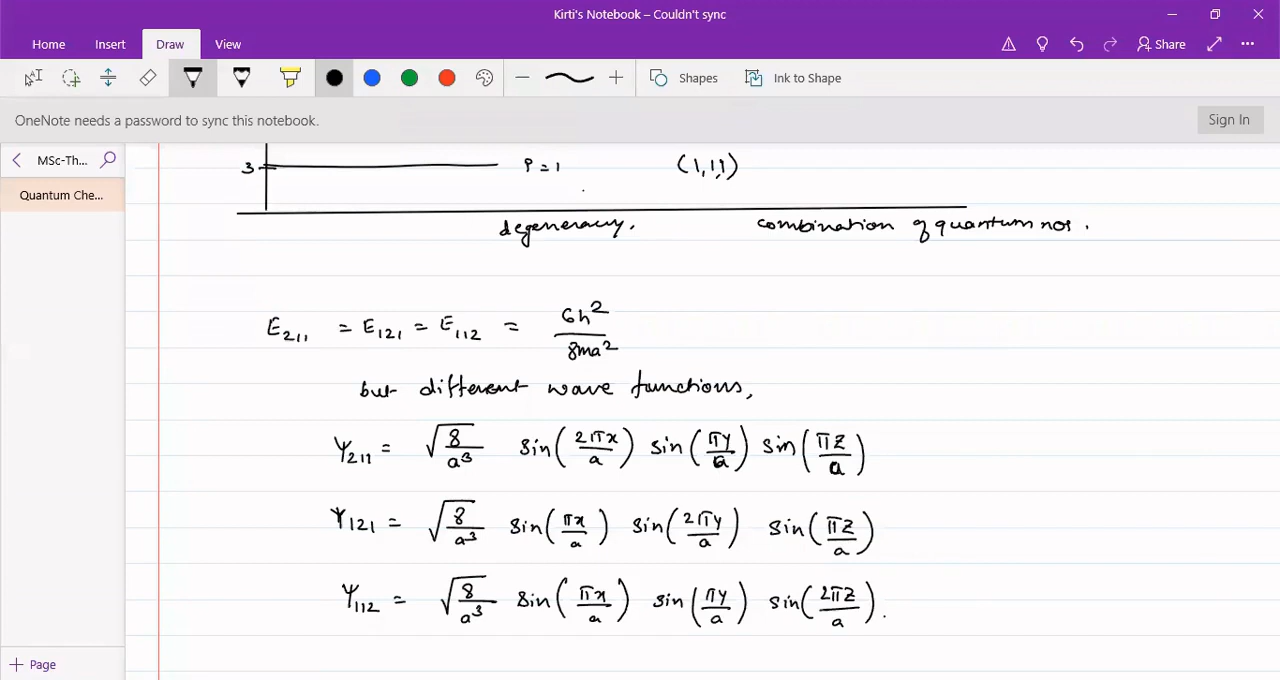 Kirti's Notebook – Couldn't sync
Home Insert Draw View Share
Shapes Ink to Shape
OneNote needs a password to sync this notebook. Sign In
MSc-Th...
Quantum Che...
3 P = 1 (1,1,1)
degeneracy. combination of quantum nos.
E₂₁₁ = E₁₂₁ = E₁₁₂ = 6h²/8ma²
but different wave functions,
Ψ₂₁₁ = √(8/a³) sin(2πx/a) sin(πy/a) sin(πz/a)
Ψ₁₂₁ = √(8/a³) sin(πx/a) sin(2πy/a) sin(πz/a)
Ψ₁₁₂ = √(8/a³) sin(πx/a) sin(πy/a) sin(2πz/a).
+ Page